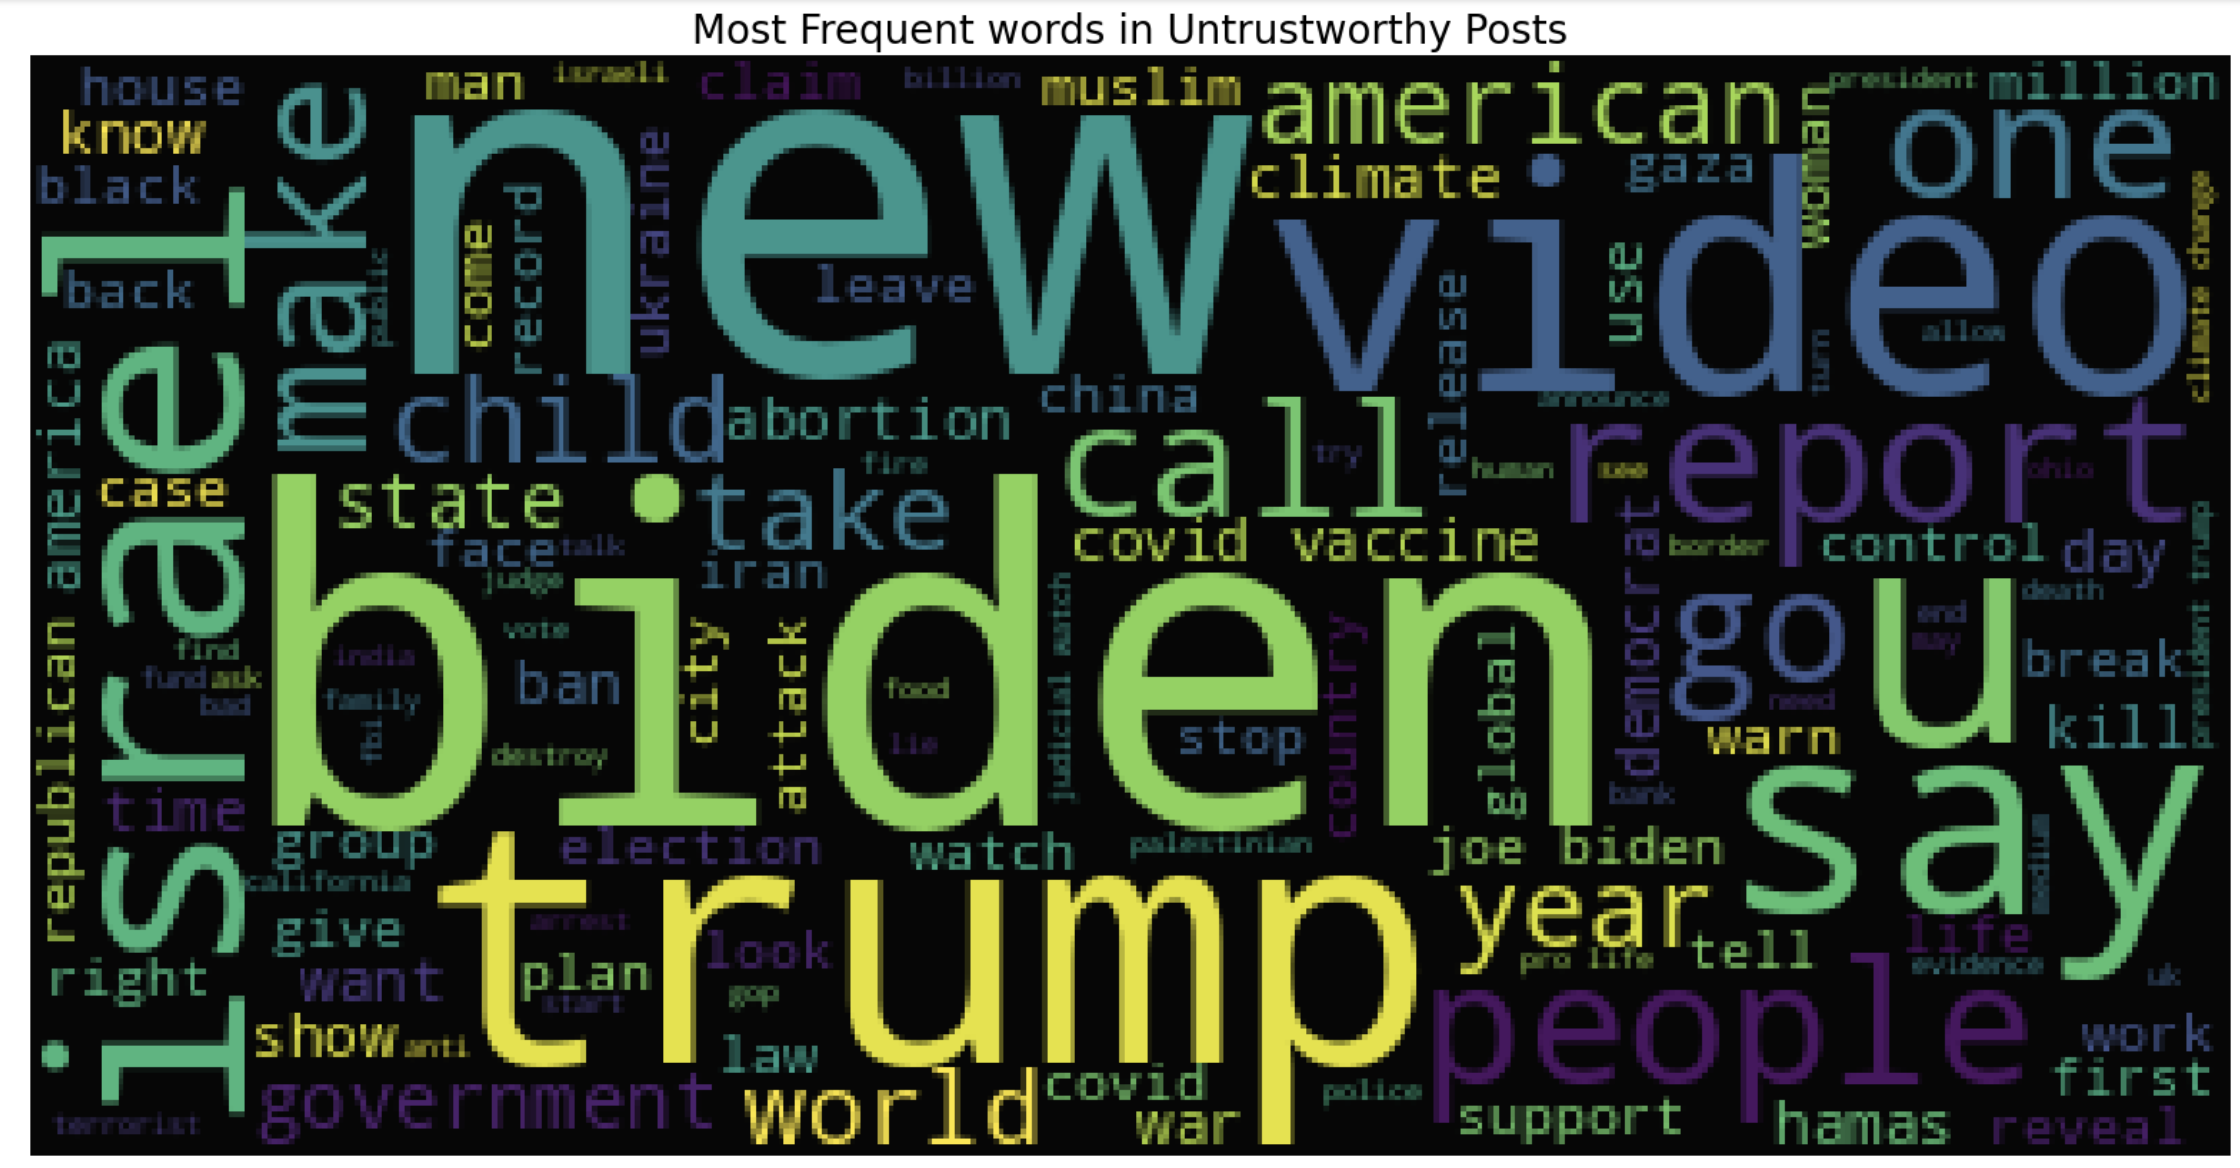 Most Frequent words in Untrustworthy Posts
house
man
israeli
claim
billion
muslim
american
president
million
know
make
new
climate
gaza
woman
one
black
israel
come
record
ukraine
leave
video
use
climate change
back
public
release
allow
turn
america
child
abortion
china
announce
call
try
report
human
see
ohio
case
state
take
fire
covid vaccine
democrat
border
control
day
face
talk
iran
judge
biden
judicial watch
go
u
end
may
death
president trump
find
vote
city
attack
country
global
break
india
fund
ask
bad
family
fbi
ban
food
lie
stop
need
warn
kill
destroy
bank
republican
time
group
election
watch
palestinian
joe biden
say
medium
california
trump
year
give
arrest
look
tell
life
pro life
evidence
uk
right
want
plan
start
gop
people
show
anti
law
work
government
world
covid
police
first
terrorist
war
support
hamas
reveal